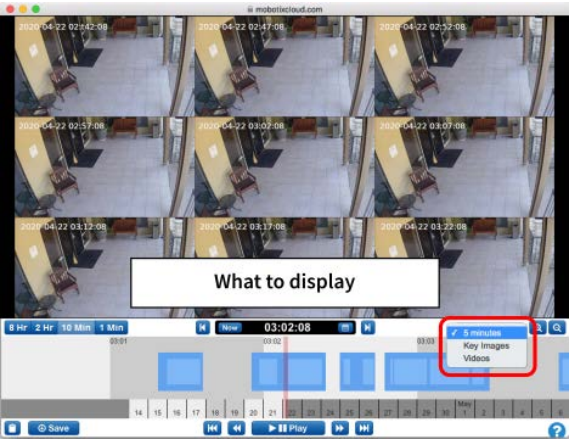 mobotixcloud.com
2020-04-22 02:42:08
2020-04-22 02:47:08
2020-04-22 02:52:08
2020-04-22 02:57:08
2020-04-22 03:02:08
2020-04-22 03:07:08
2020-04-22 03:12:08
2020-04-22 03:17:08
2020-04-22 03:22:08
What to display
8 Hr 2 Hr 10 Min 1 Min
Now 03:02:08
✓ 5 minutes
Key Images
Videos
03:01 03:02 03:03
May
14 15 16 17 18 19 20 21 22 23 24 25 26 27 28 29 30 1 2 3 4 5 6
Save
Play
?